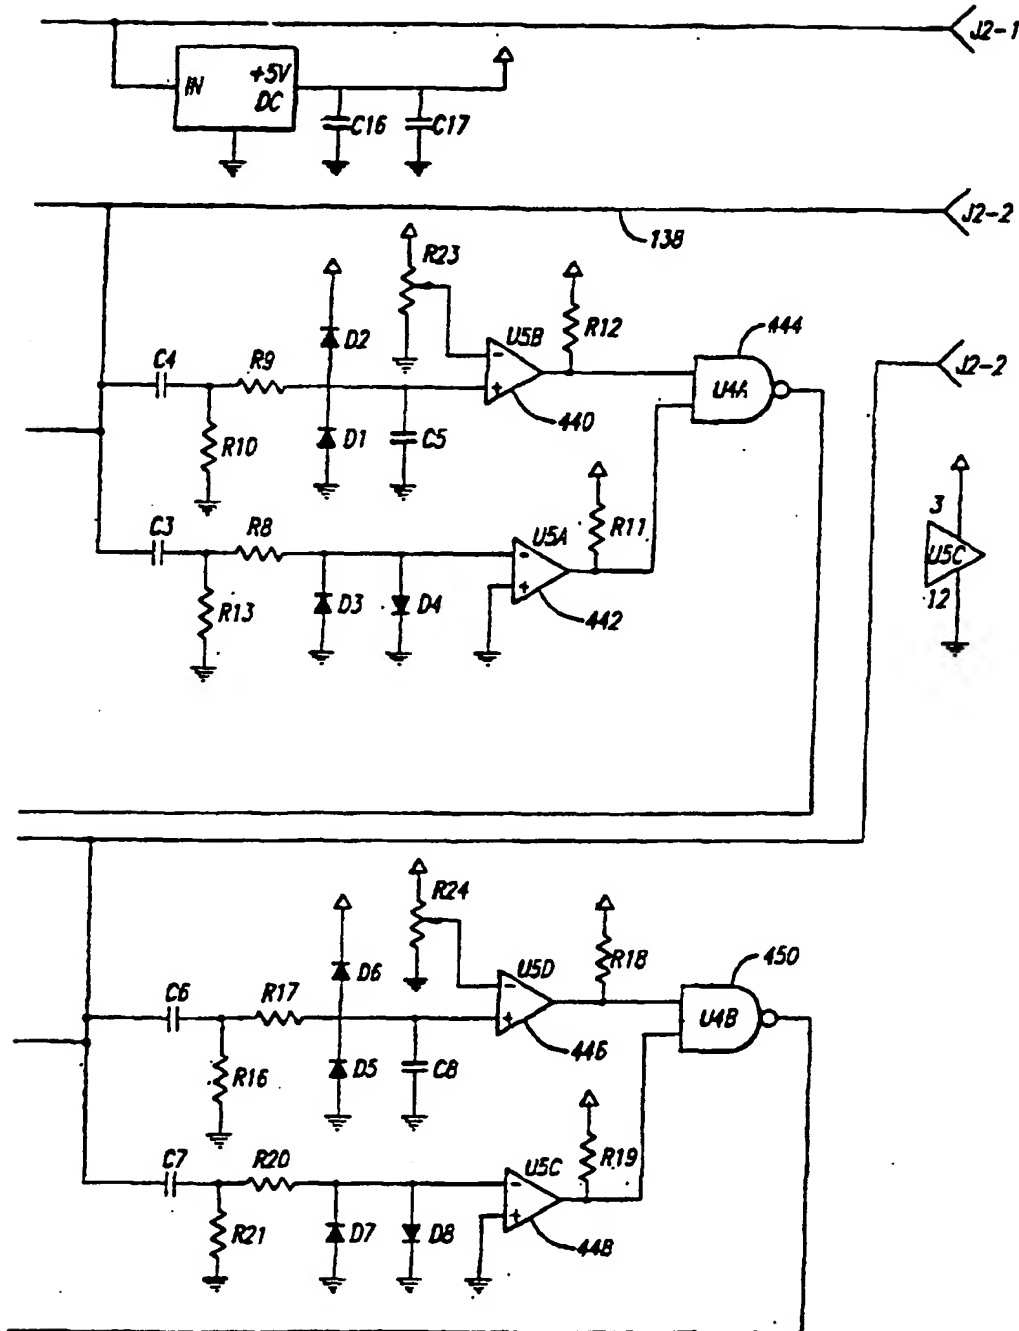 J2-1
IN +5V
DC
C16 C17
J2-2
138
R23
D2 R12 444
C4 R9 U5B
U4A J2-2
R10 D1 C5 440
C3 R8 U5A R11 3
U5C
R13 D3 D4 442 12
R24
D6 U5D R18 450
C6 R17
U4B
R16 D5 C8 446
C7 R20 U5C R19
R21 D7 D8 448